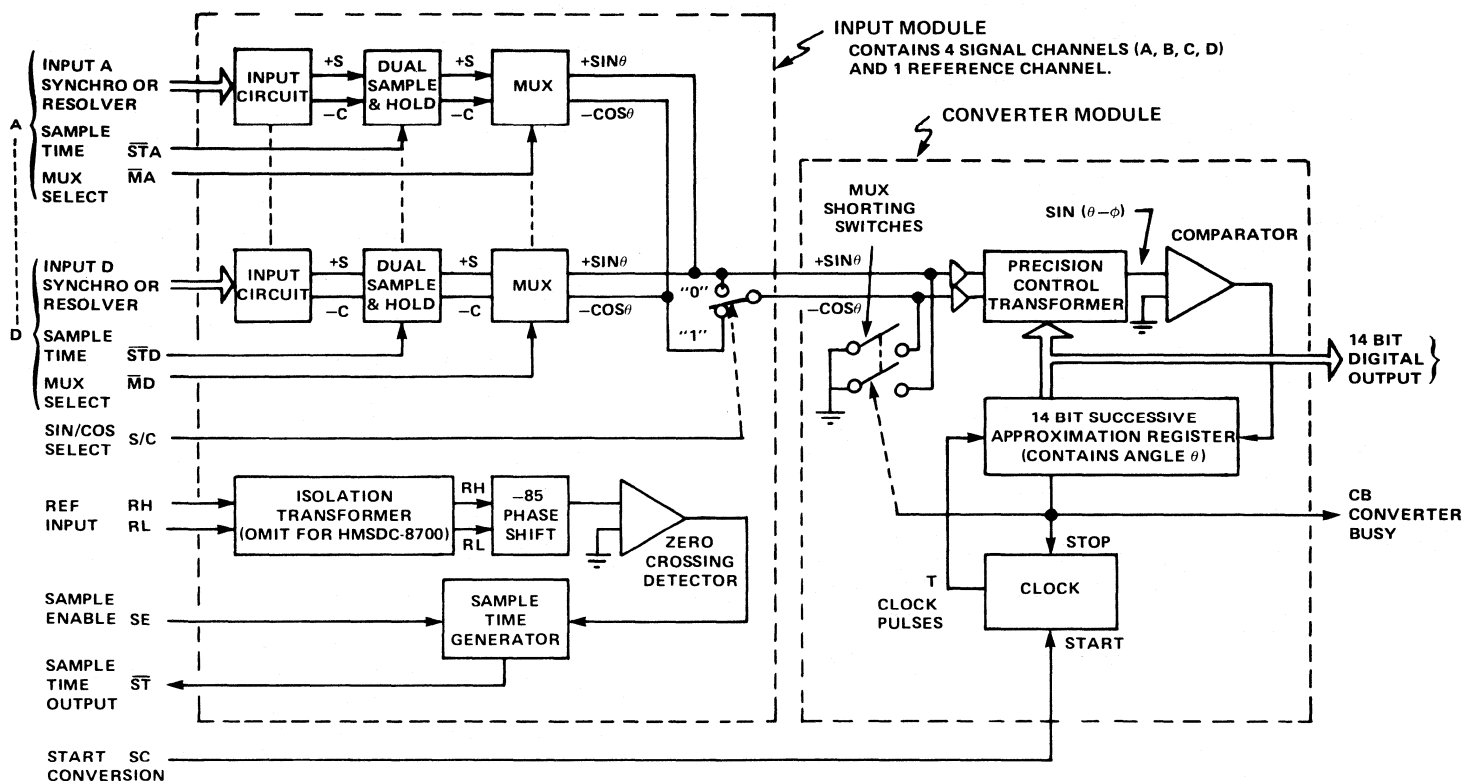 INPUT MODULE
CONTAINS 4 SIGNAL CHANNELS (A, B, C, D)
AND 1 REFERENCE CHANNEL.
A
INPUT A
SYNCHRO OR
RESOLVER
SAMPLE
TIME S̅T̅A
MUX M̅A
SELECT
INPUT
CIRCUIT
+S
−C
DUAL
SAMPLE
& HOLD
+S
−C
MUX
+SINθ
−COSθ
D
INPUT D
SYNCHRO OR
RESOLVER
SAMPLE
TIME S̅T̅D
MUX M̅D
SELECT
INPUT
CIRCUIT
+S
−C
DUAL
SAMPLE
& HOLD
+S
−C
MUX
+SINθ
−COSθ
"0"
"1"
SIN/COS S/C
SELECT
REF RH
INPUT RL
ISOLATION
TRANSFORMER
(OMIT FOR HMSDC-8700)
RH
RL
−85
PHASE
SHIFT
ZERO
CROSSING
DETECTOR
SAMPLE
ENABLE SE
SAMPLE
TIME
GENERATOR
SAMPLE
TIME S̅T̅
OUTPUT
START SC
CONVERSION
CONVERTER MODULE
MUX
SHORTING
SWITCHES
+SINθ
−COSθ
PRECISION
CONTROL
TRANSFORMER
SIN (θ−ϕ)
COMPARATOR
14 BIT
DIGITAL
OUTPUT
14 BIT SUCCESSIVE
APPROXIMATION REGISTER
(CONTAINS ANGLE θ)
CB
CONVERTER
BUSY
STOP
T
CLOCK
PULSES
CLOCK
START